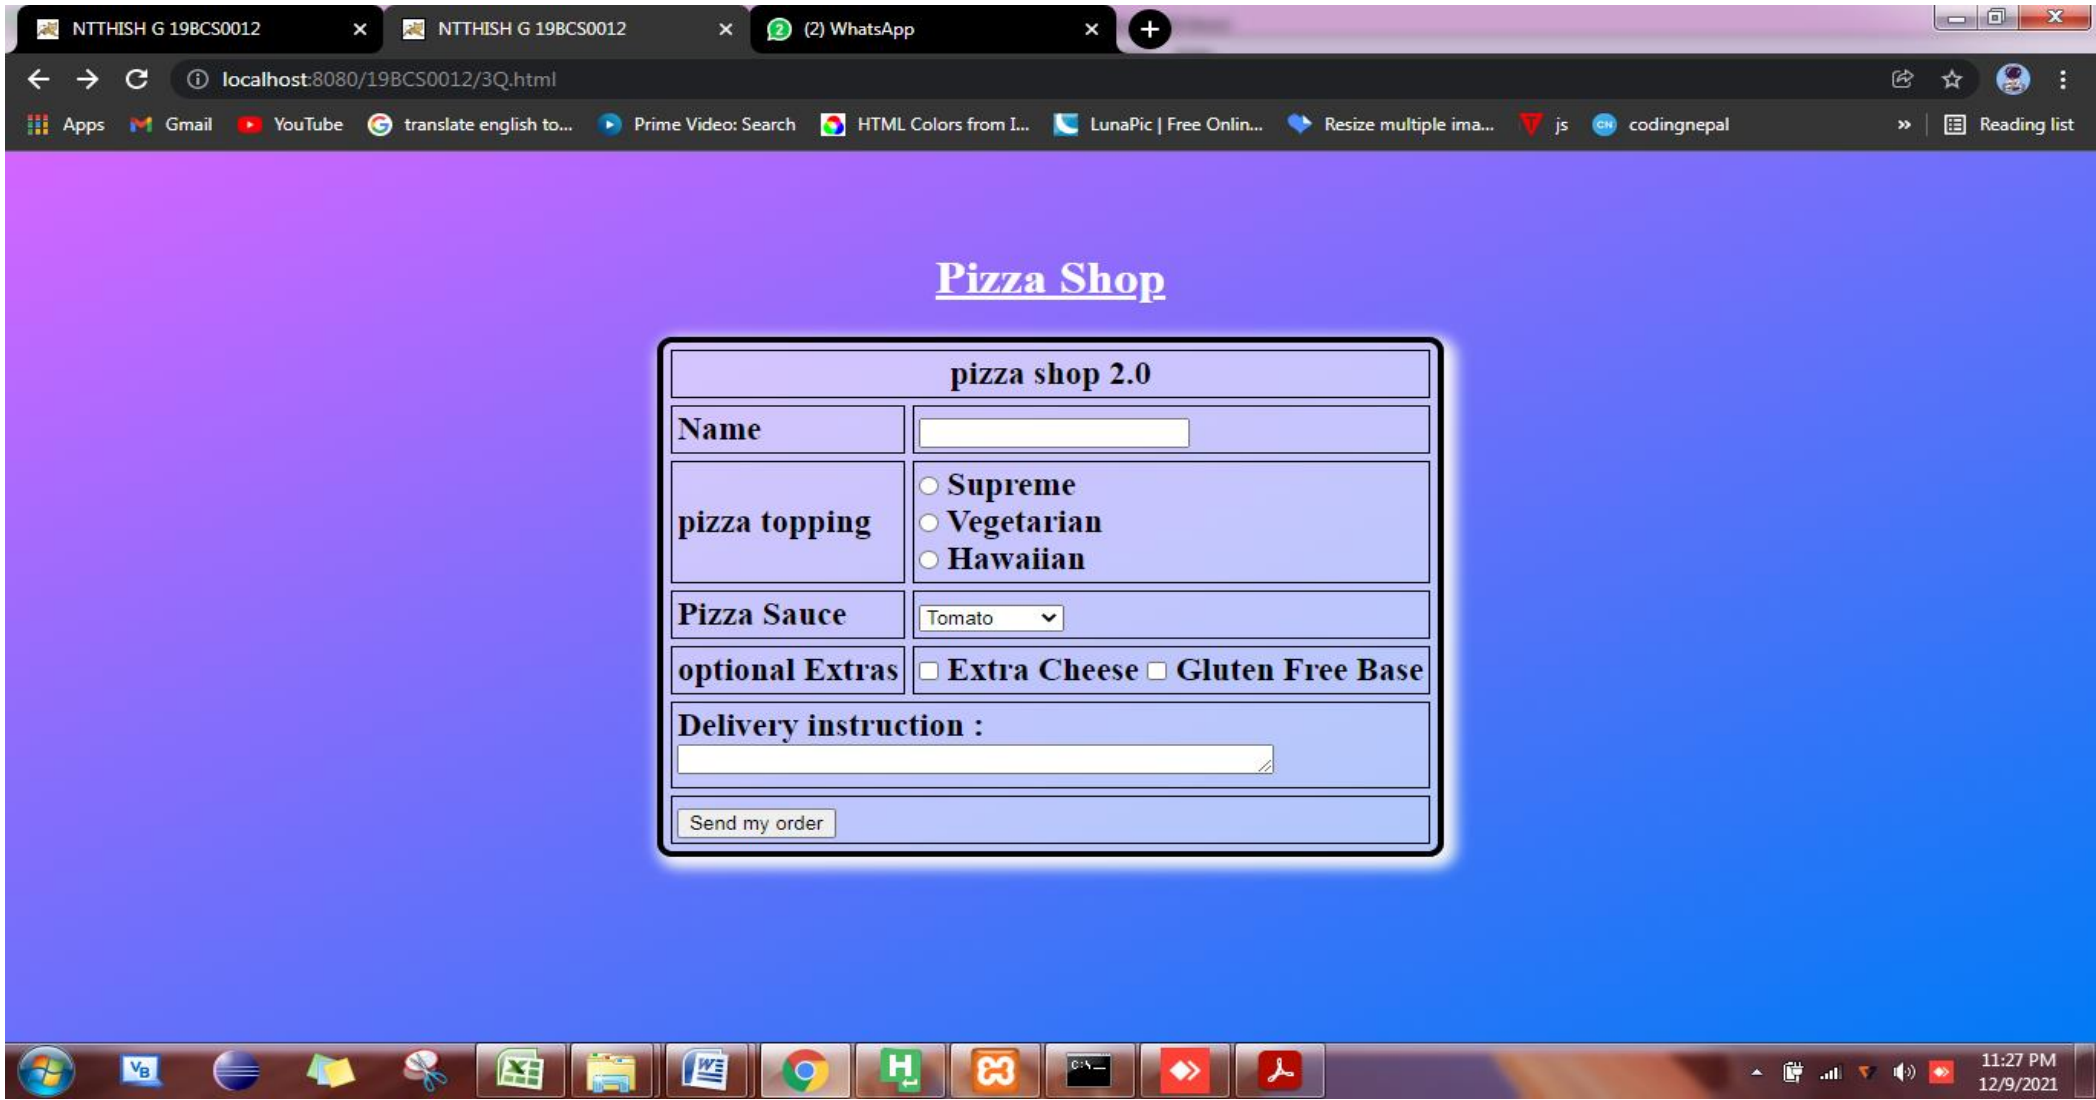 NTTHISH G 19BCS0012
NTTHISH G 19BCS0012
2 (2) WhatsApp
localhost:8080/19BCS0012/3Q.html
Apps Gmail YouTube translate english to... Prime Video: Search HTML Colors from I... LunaPic | Free Onlin... Resize multiple ima... js CN codingnepal » Reading list
Pizza Shop
pizza shop 2.0
Name
pizza topping
Supreme
Vegetarian
Hawaiian
Pizza Sauce Tomato
optional Extras Extra Cheese Gluten Free Base
Delivery instruction :
Send my order
VB W H C:\_
11:27 PM
12/9/2021